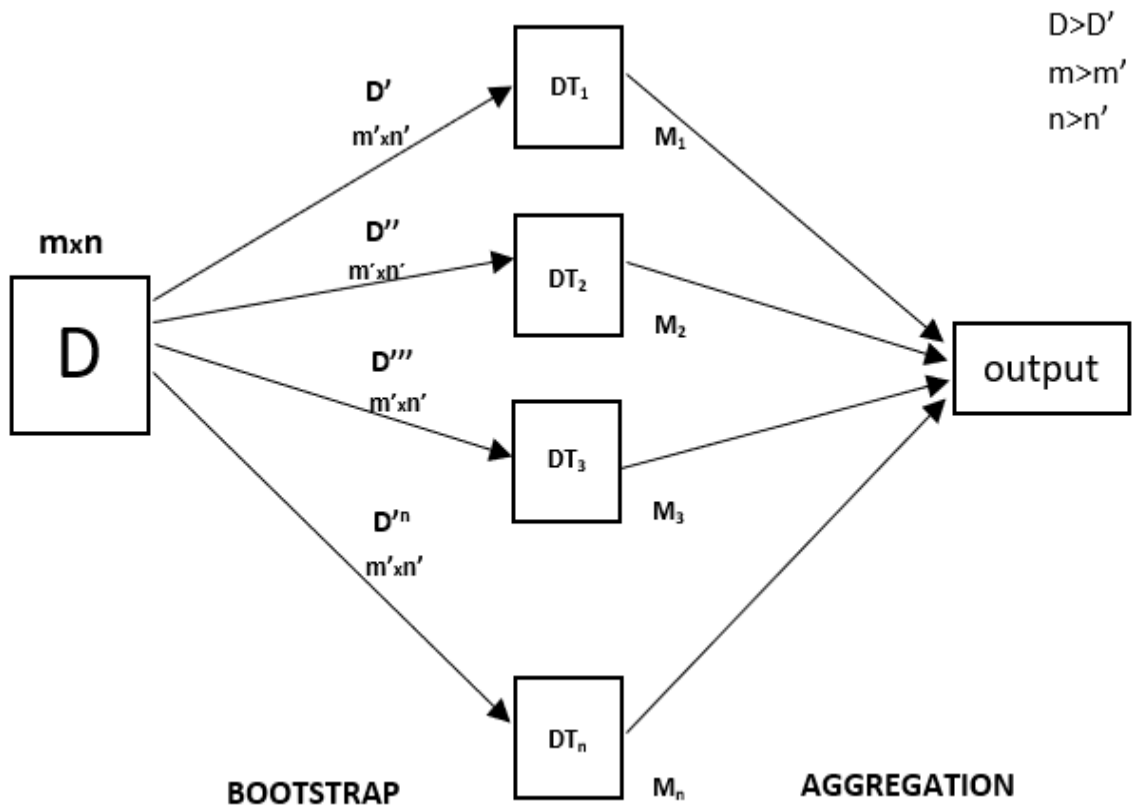 D>D’
m>m’
n>n’
D’
m’xn’
DT1
M1
mxn
D
D’’
m’xn’
DT2
M2
D’’’
m’xn’
DT3
M3
output
D’ⁿ
m’xn’
DTn
Mn
BOOTSTRAP
AGGREGATION